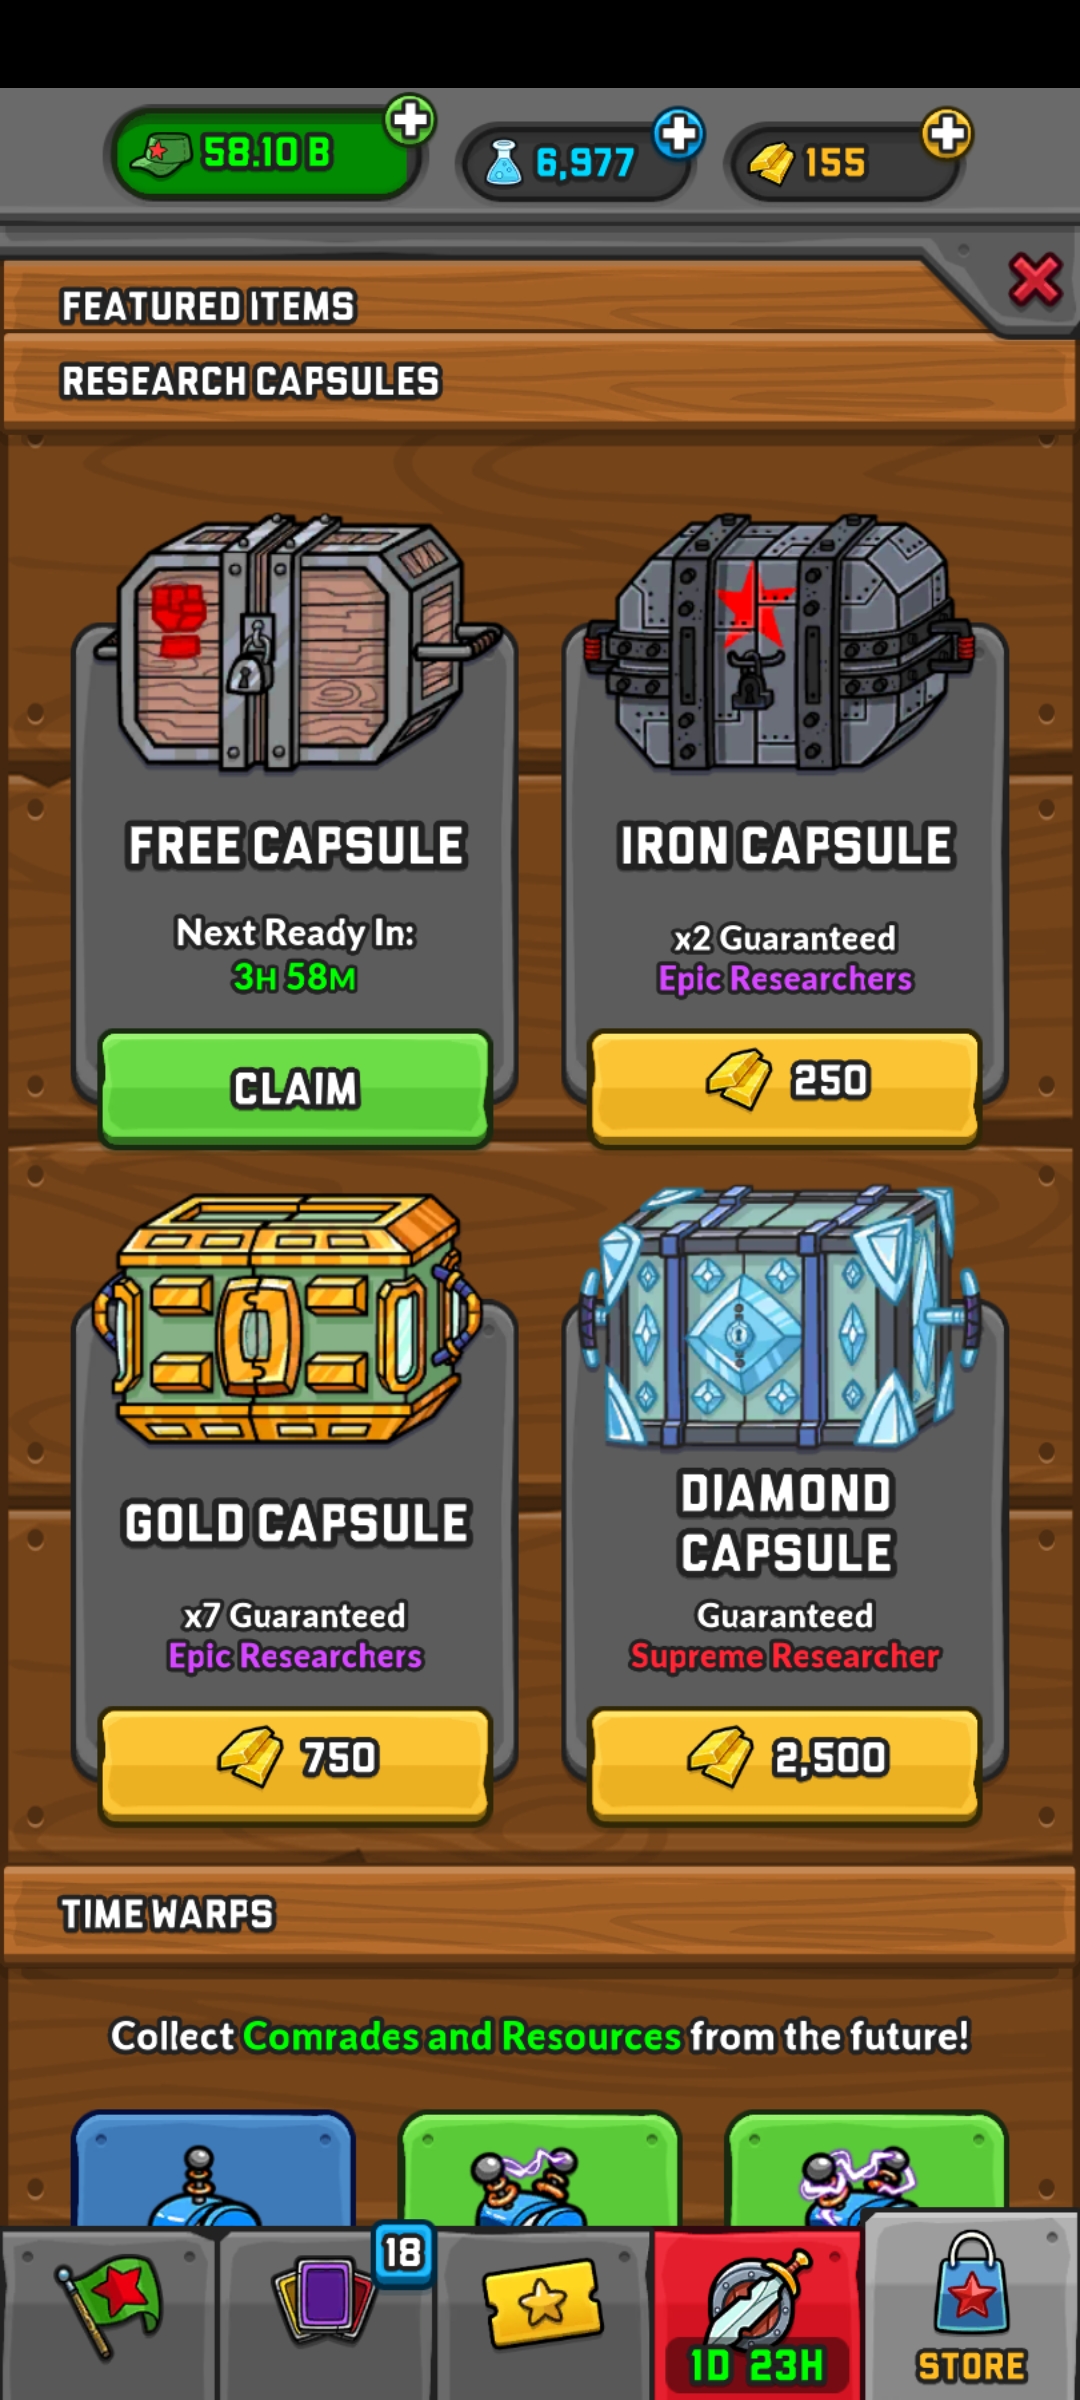 58.10 B
6,977
155
FEATURED ITEMS
RESEARCH CAPSULES
FREE CAPSULE
Next Ready In:
3H 58M
CLAIM
IRON CAPSULE
x2 Guaranteed
Epic Researchers
250
GOLD CAPSULE
x7 Guaranteed
Epic Researchers
750
DIAMOND
CAPSULE
Guaranteed
Supreme Researcher
2,500
TIME WARPS
Collect Comrades and Resources from the future!
18
1D 23H
STORE